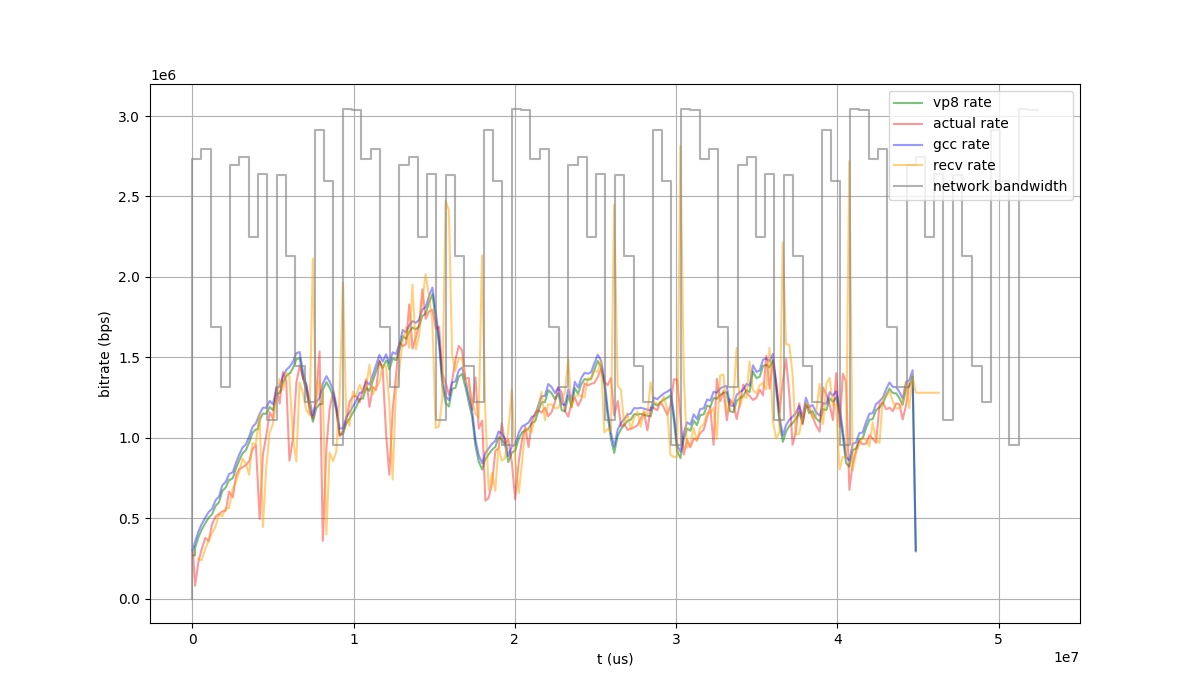 1e6
3.0
2.5
2.0
1.5
1.0
0.5
0.0
bitrate (bps)
vp8 rate
actual rate
gcc rate
recv rate
network bandwidth
0 1 2 3 4 5
t (us)
1e7